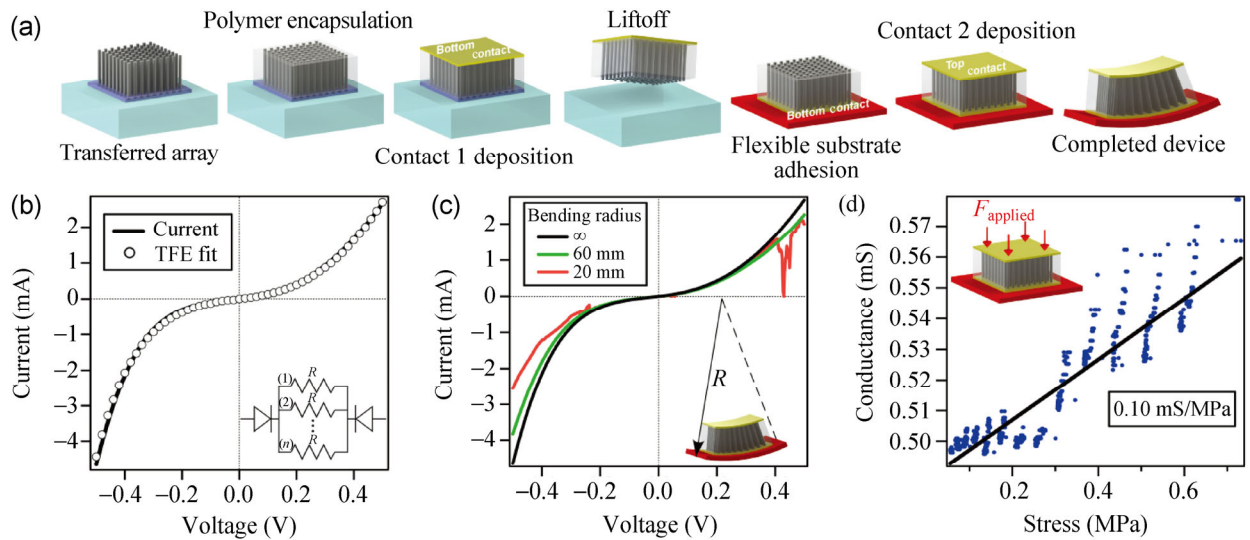 (a)
Polymer encapsulation
Liftoff
Contact 2 deposition
Bottom
contact
Top
contact
Bottom contact
Transferred array
Contact 1 deposition
Flexible substrate
adhesion
Completed device
(b)
Current (mA)
2
1
0
−1
−2
−3
−4
Current
TFE fit
(1)
R
(2)
R
(n)
R
−0.4
−0.2
0.0
0.2
0.4
Voltage (V)
(c)
Current (mA)
2
1
0
−1
−2
−3
−4
Bending radius
∞
60 mm
20 mm
R
−0.4
−0.2
0.0
0.2
0.4
Voltage (V)
(d)
Conductance (mS)
0.57
0.56
0.54
0.53
0.52
0.51
0.50
Fapplied
0.10 mS/MPa
0.2
0.4
0.6
Stress (MPa)